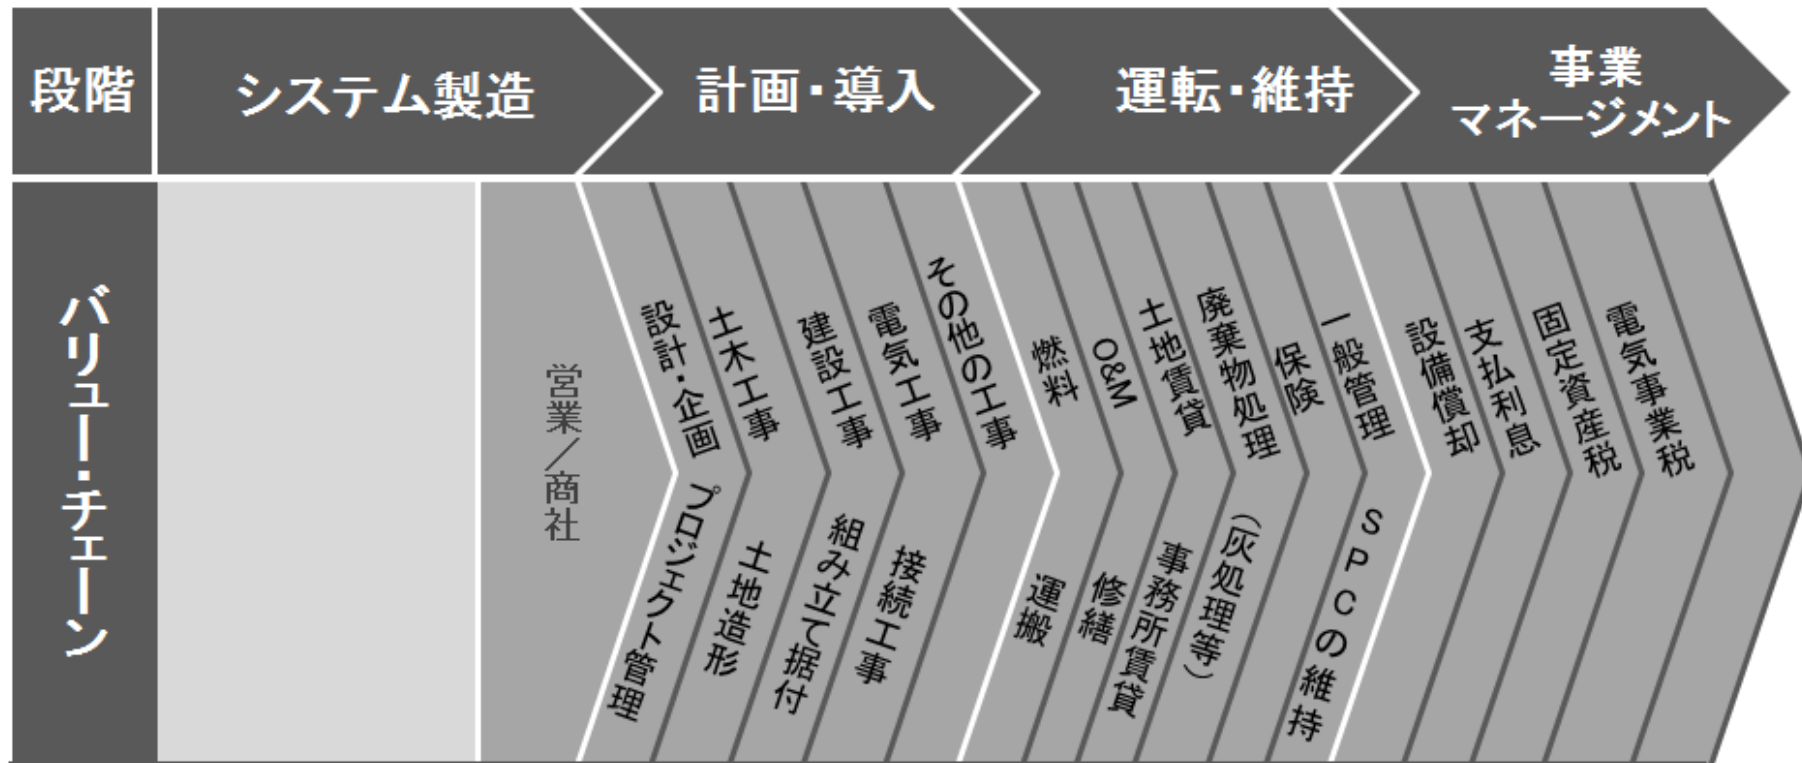 段階
システム製造
計画・導入
運転・維持
事業
マネージメント
バリュー・チェーン
営業／商社
設計・企画
プロジェクト管理
土木工事
土地造形
建設工事
組み立て据付
電気工事
接続工事
その他の工事
燃料
運搬
O&M
修繕
土地賃貸
事務所賃貸
廃棄物処理
（灰処理等）
保険
一般管理
SPCの維持
設備償却
支払利息
固定資産税
電気事業税